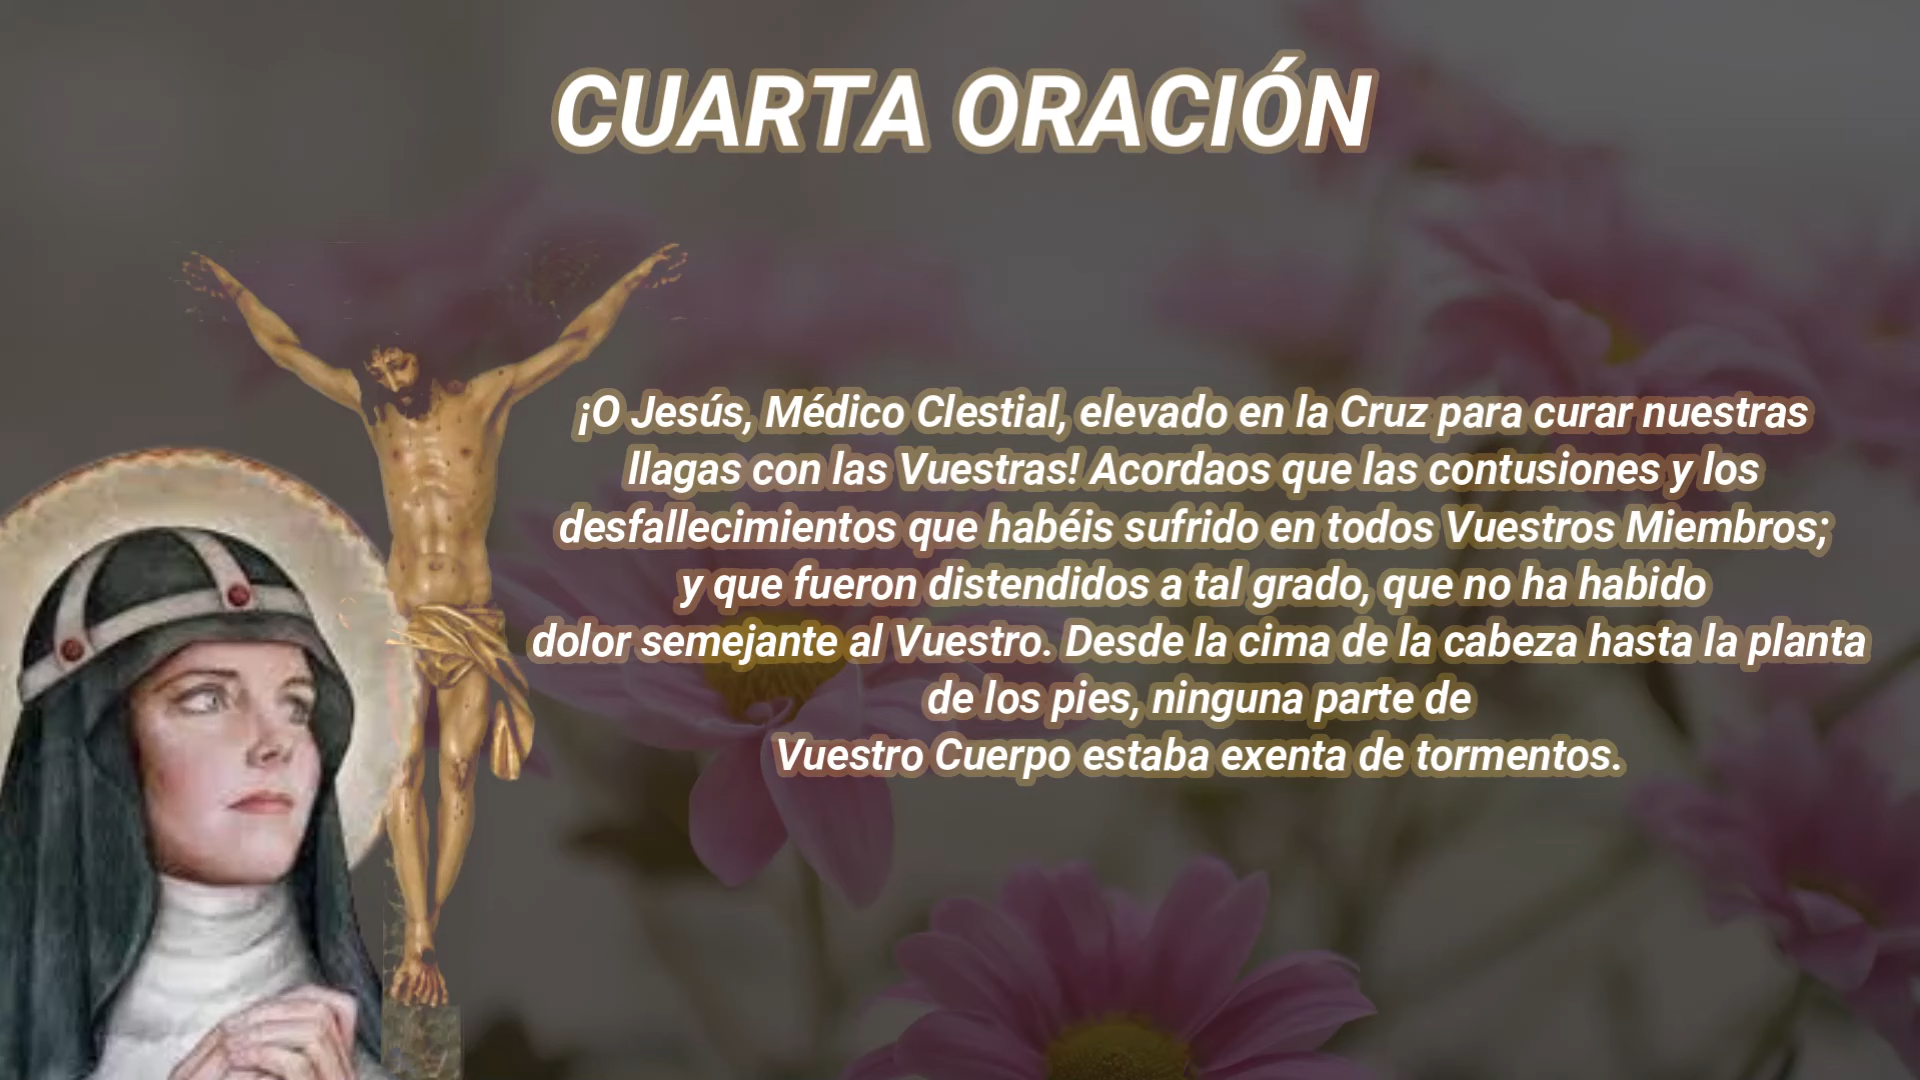 CUARTA ORACIÓN
¡O Jesús, Médico Clestial, elevado en la Cruz para curar nuestras
llagas con las Vuestras! Acordaos que las contusiones y los
desfallecimientos que habéis sufrido en todos Vuestros Miembros;
y que fueron distendidos a tal grado, que no ha habido
dolor semejante al Vuestro. Desde la cima de la cabeza hasta la planta
de los pies, ninguna parte de
Vuestro Cuerpo estaba exenta de tormentos.